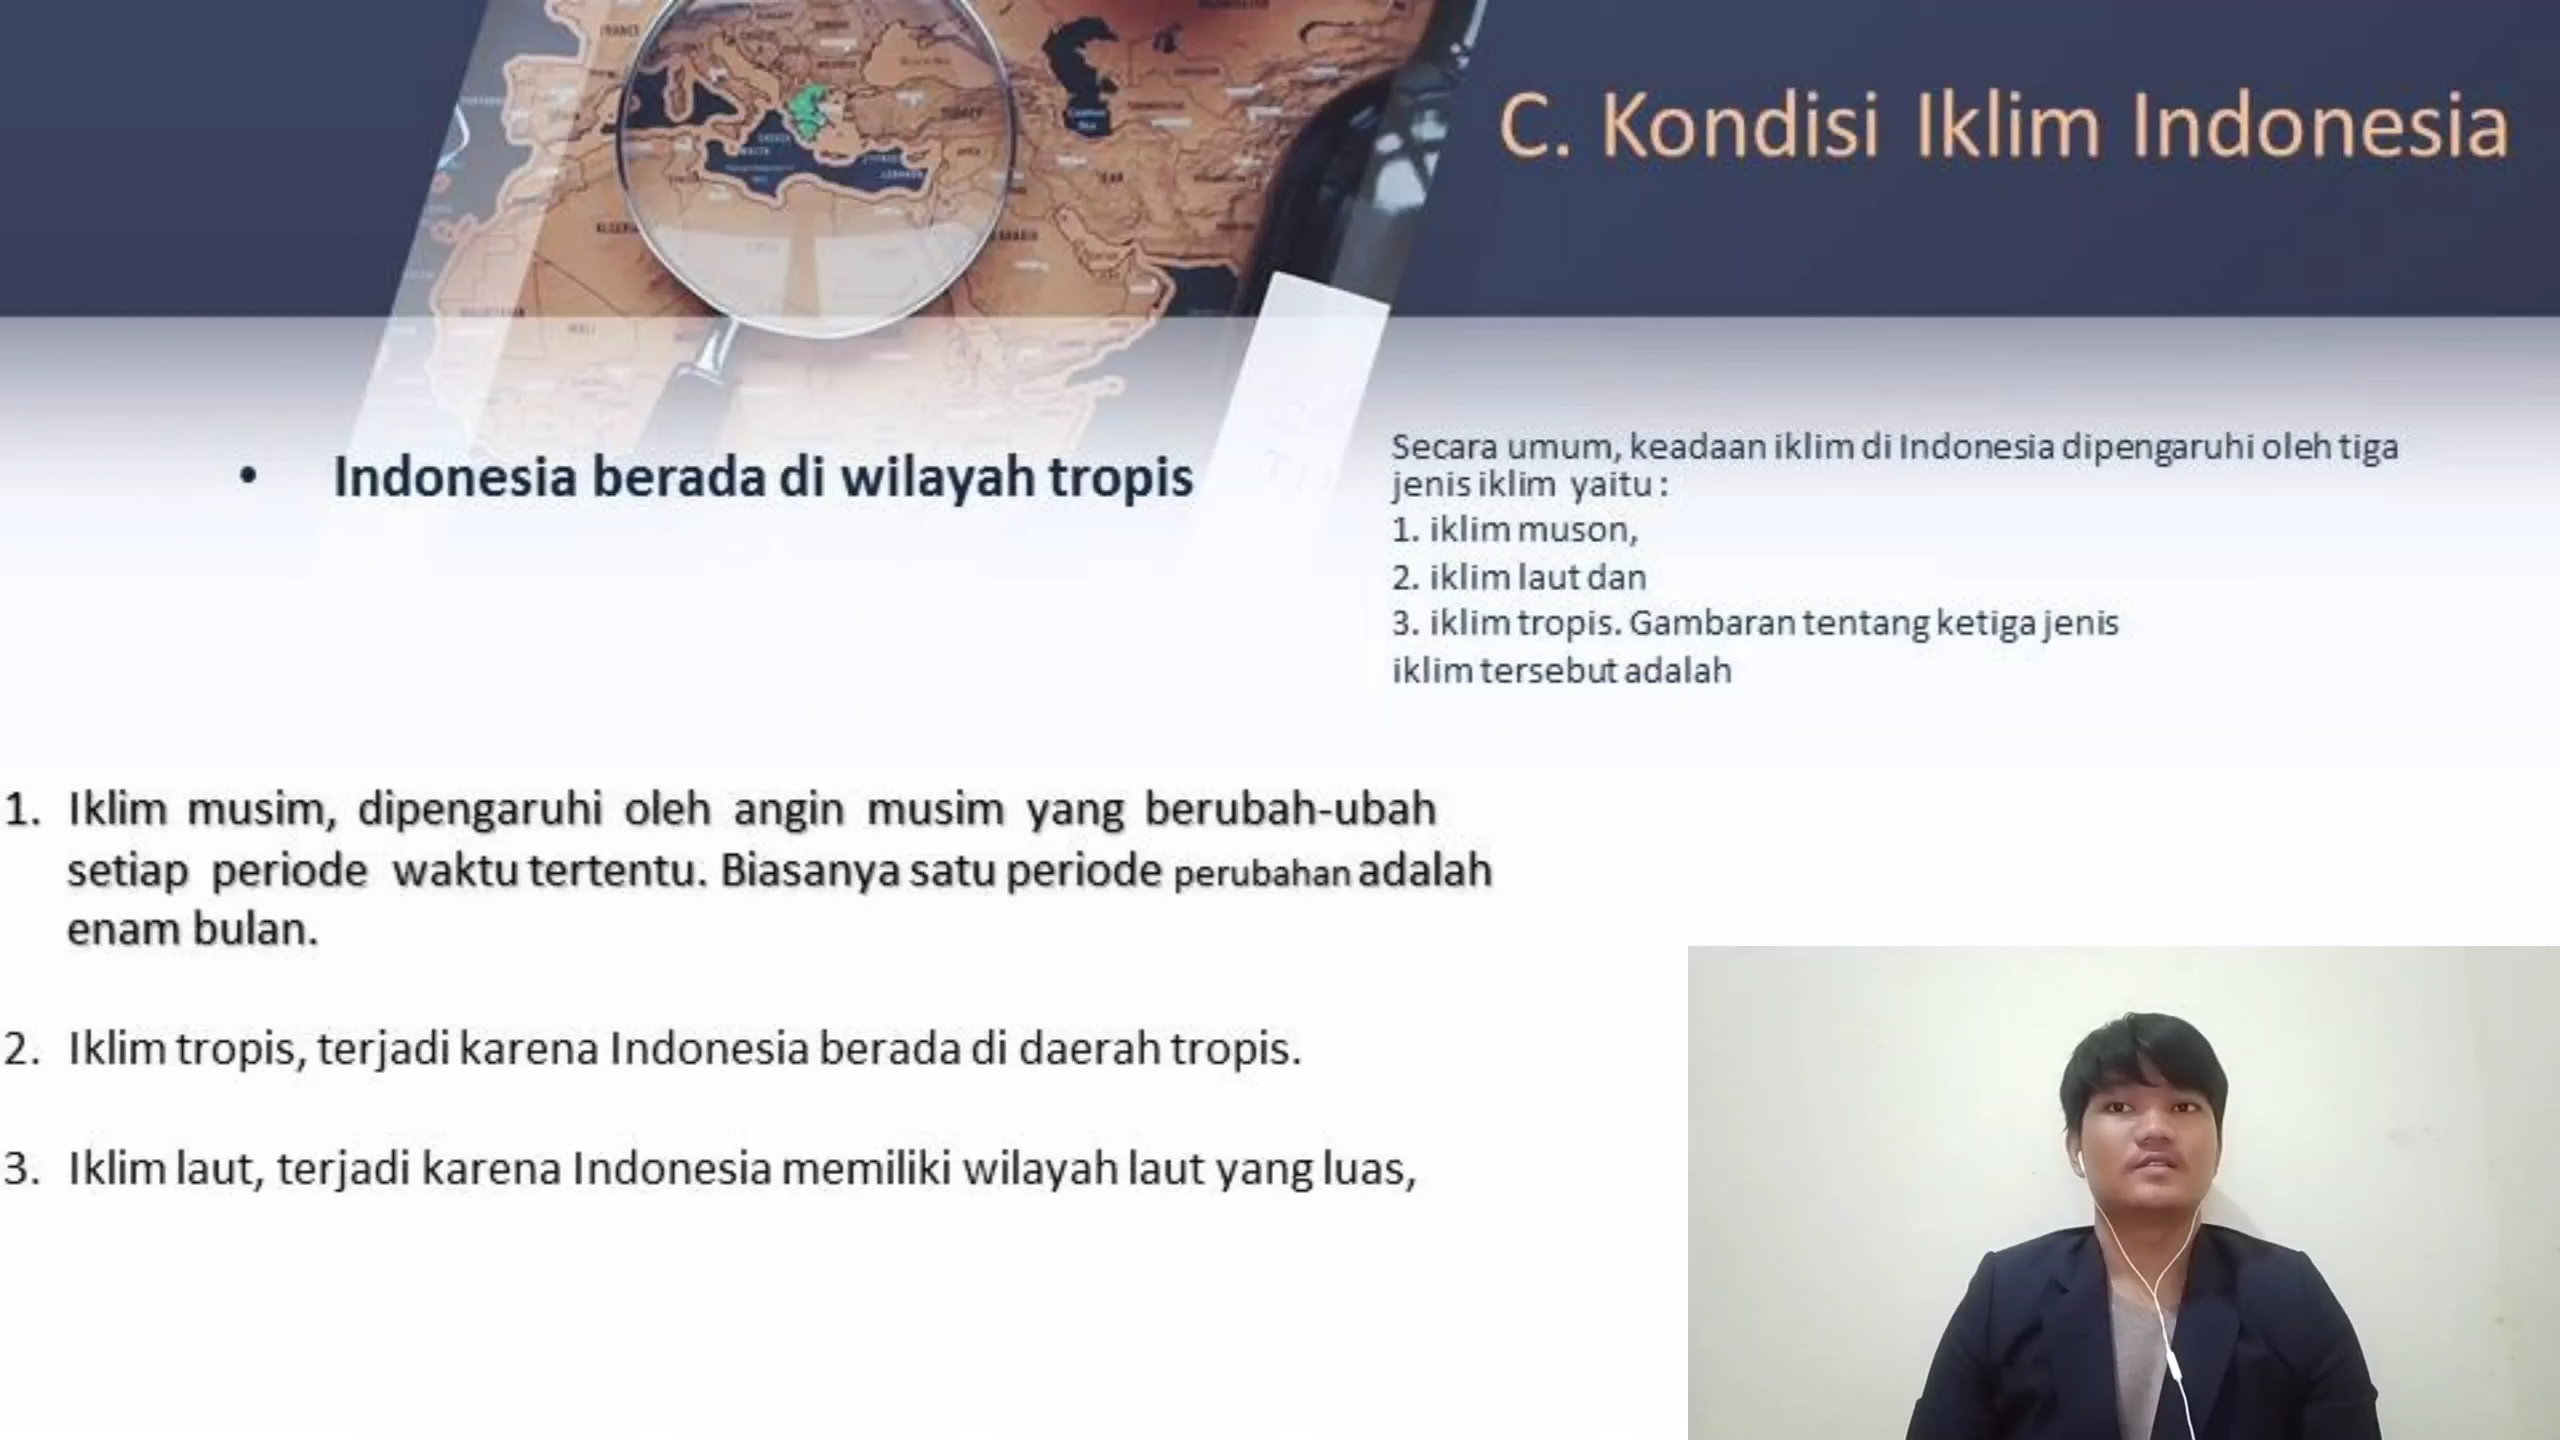 C. Kondisi Iklim Indonesia
FRANCE
TURKEY
IRAN
MALI
• Indonesia berada di wilayah tropis
Secara umum, keadaan iklim di Indonesia dipengaruhi oleh tiga
jenis iklim yaitu :
1. iklim muson,
2. iklim laut dan
3. iklim tropis. Gambaran tentang ketiga jenis
iklim tersebut adalah
1. Iklim musim, dipengaruhi oleh angin musim yang berubah-ubah
setiap periode waktu tertentu. Biasanya satu periode perubahan adalah
enam bulan.
2. Iklim tropis, terjadi karena Indonesia berada di daerah tropis.
3. Iklim laut, terjadi karena Indonesia memiliki wilayah laut yang luas,